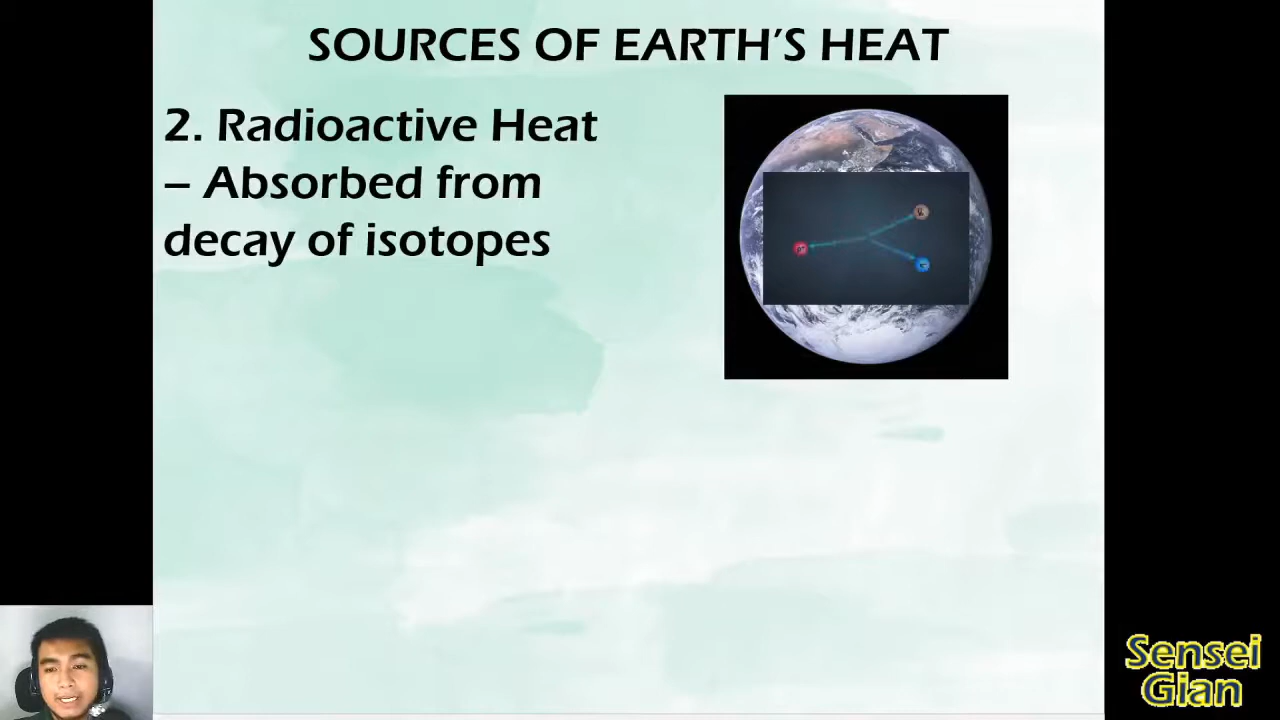 SOURCES OF EARTH'S HEAT
2. Radioactive Heat
– Absorbed from
decay of isotopes
Sensei
Gian